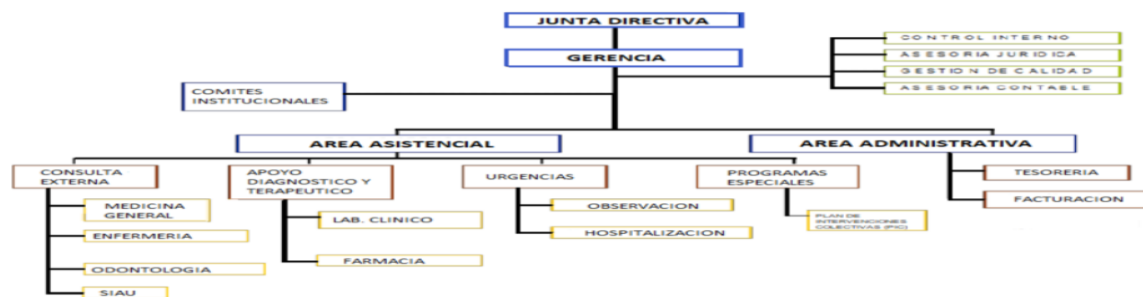 JUNTA DIRECTIVA
GERENCIA
CONTROL INTERNO
ASESORIA JURIDICA
GESTION DE CALIDAD
ASESORIA CONTABLE
COMITES
INSTITUCIONALES
AREA ASISTENCIAL
AREA ADMINISTRATIVA
CONSULTA
EXTERNA
MEDICINA
GENERAL
ENFERMERIA
ODONTOLOGIA
SIAU
APOYO
DIAGNOSTICO Y
TERAPEUTICO
LAB. CLINICO
FARMACIA
URGENCIAS
OBSERVACION
HOSPITALIZACION
PROGRAMAS
ESPECIALES
PLAN DE
INTERVENCIONES
COLECTIVAS (PIC)
TESORERIA
FACTURACION